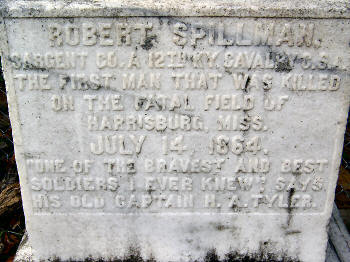 ROBERT SPILLMAN.
SARGENT CO. A 12TH KY. CAVALRY C.S.A.
THE FIRST MAN THAT WAS KILLED
ON THE FATAL FIELD OF
HARRISBURG, MISS.
JULY 14 1864.
"ONE OF THE BRAVEST AND BEST
SOLDIERS I EVER KNEW" SAYS
HIS OLD CAPTAIN H. A. TYLER.